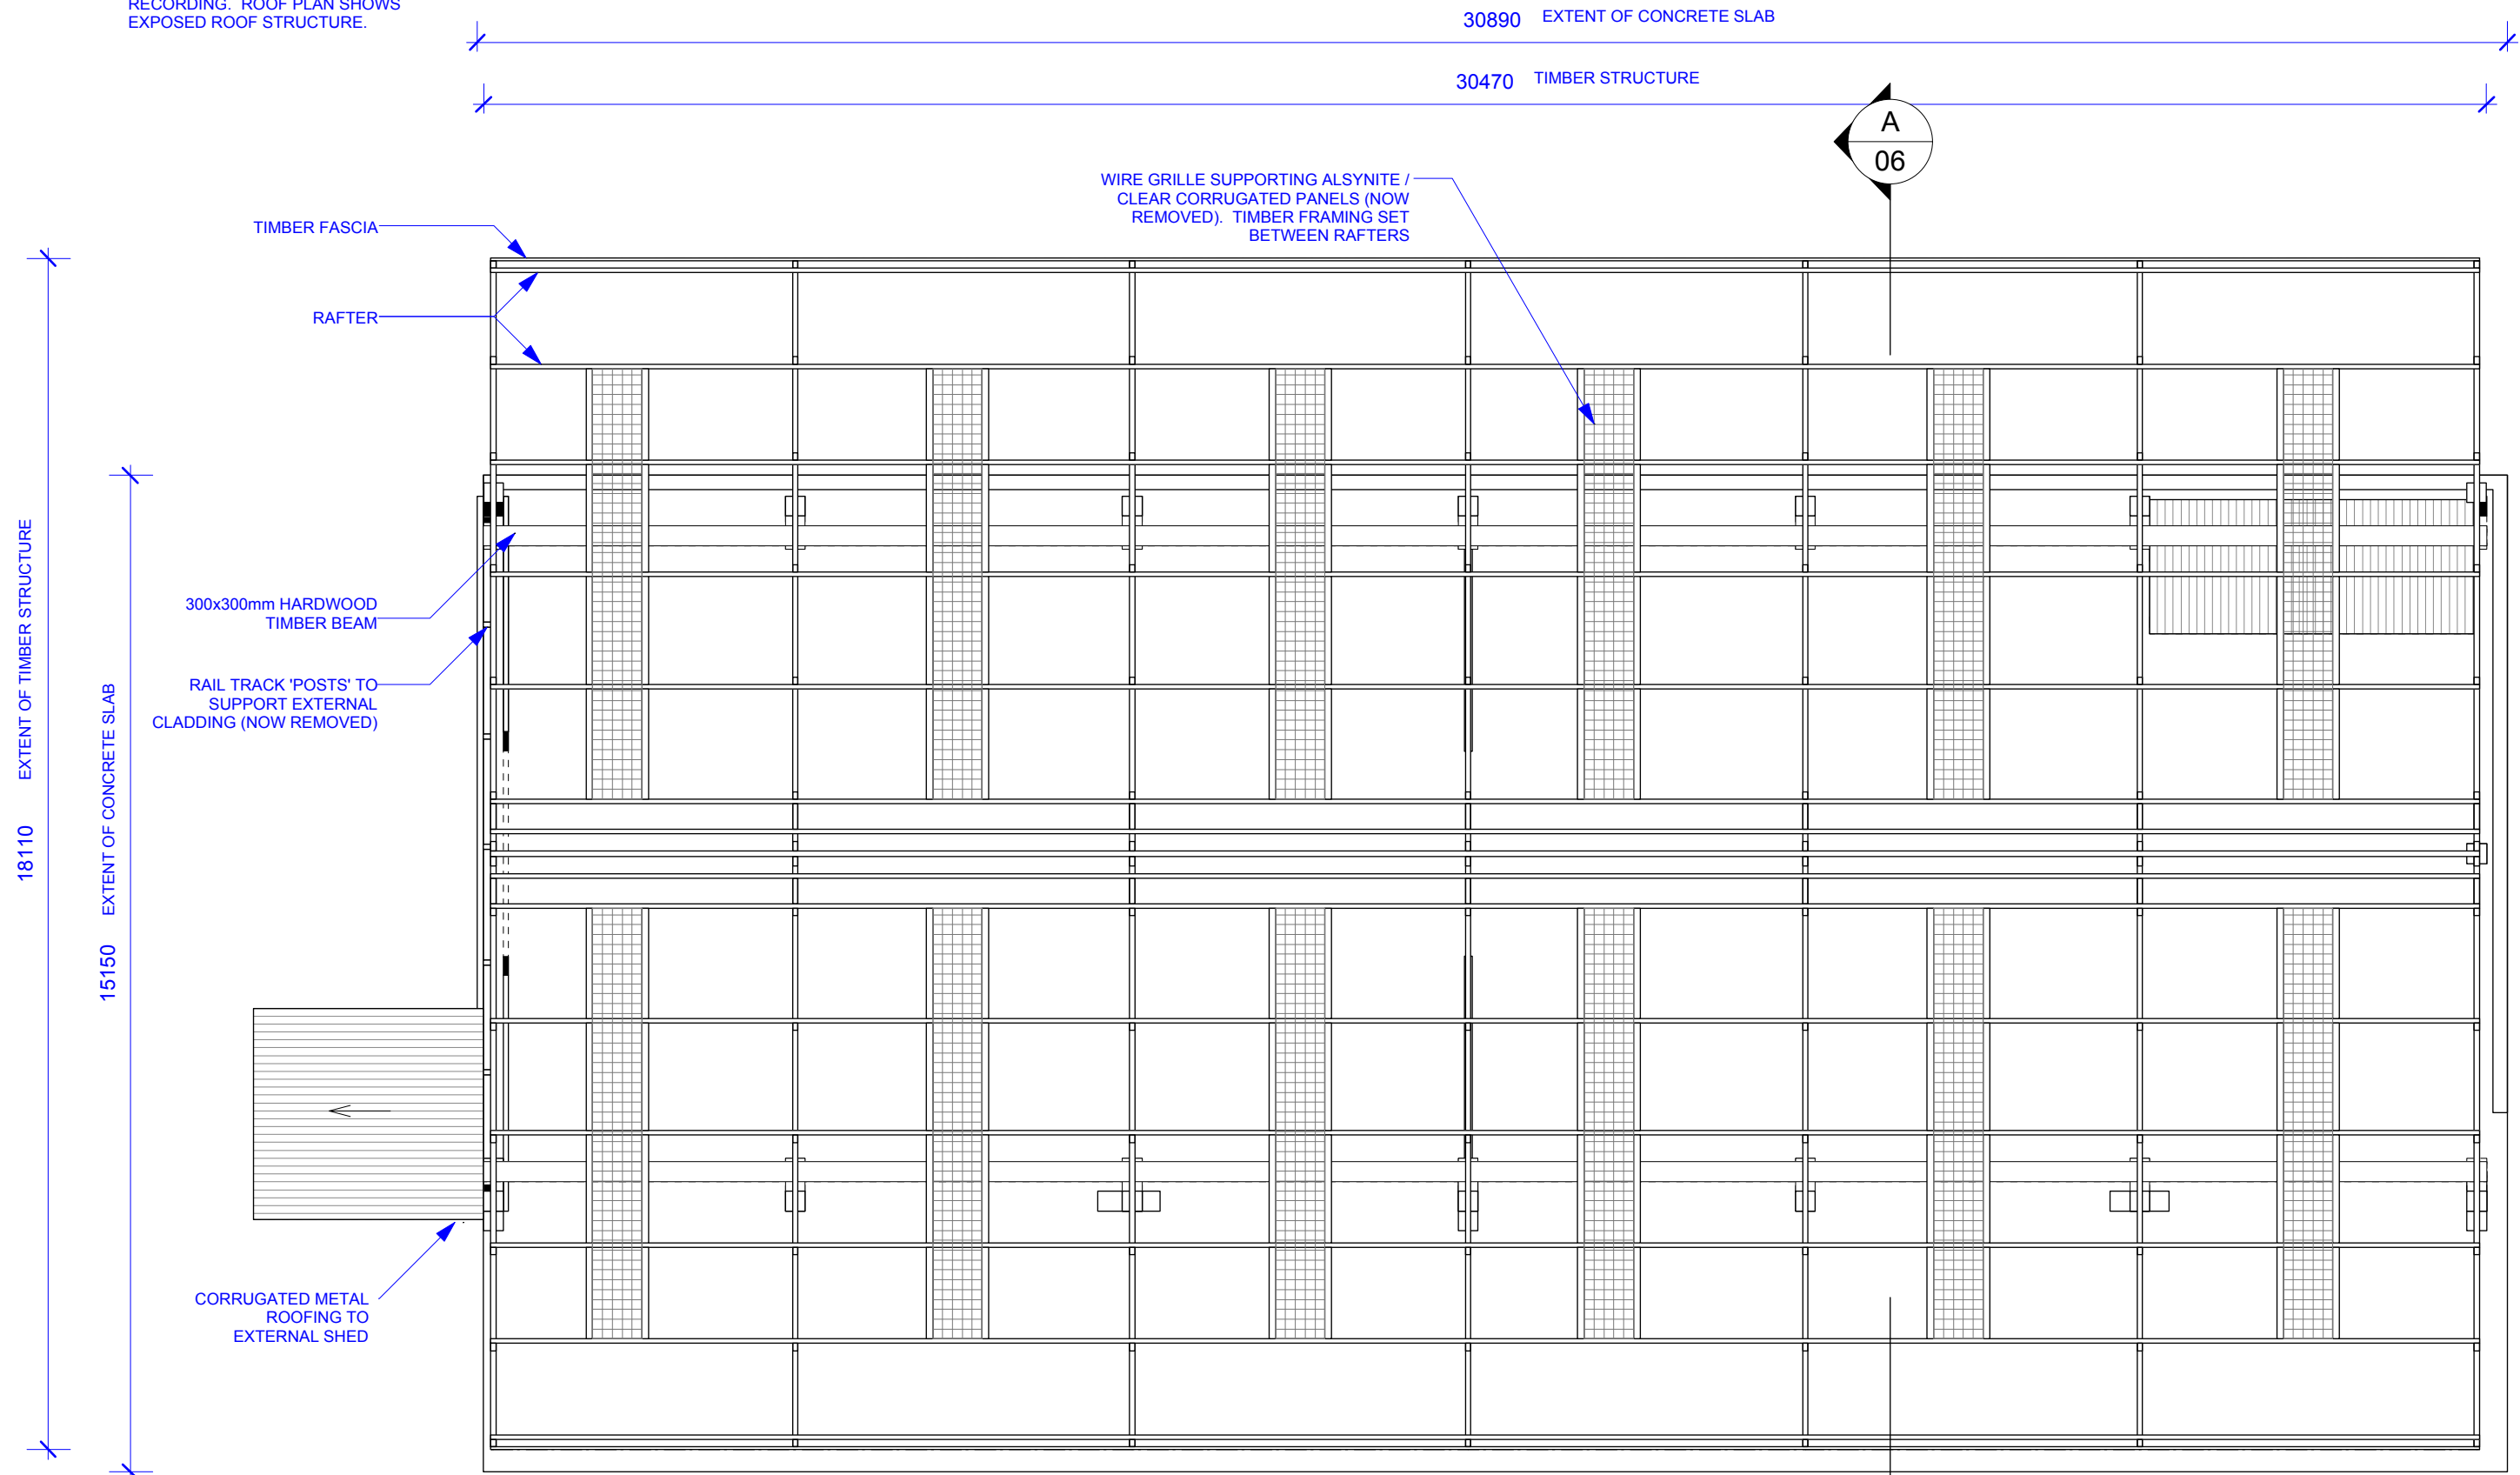 RECORDING. ROOF PLAN SHOWS
EXPOSED ROOF STRUCTURE.
30890 EXTENT OF CONCRETE SLAB
30470 TIMBER STRUCTURE
A
06
WIRE GRILLE SUPPORTING ALSYNITE /
CLEAR CORRUGATED PANELS (NOW
REMOVED). TIMBER FRAMING SET
BETWEEN RAFTERS
TIMBER FASCIA
RAFTER
300x300mm HARDWOOD
TIMBER BEAM
RAIL TRACK 'POSTS' TO
SUPPORT EXTERNAL
CLADDING (NOW REMOVED)
18110 EXTENT OF TIMBER STRUCTURE
15150 EXTENT OF CONCRETE SLAB
CORRUGATED METAL
ROOFING TO
EXTERNAL SHED